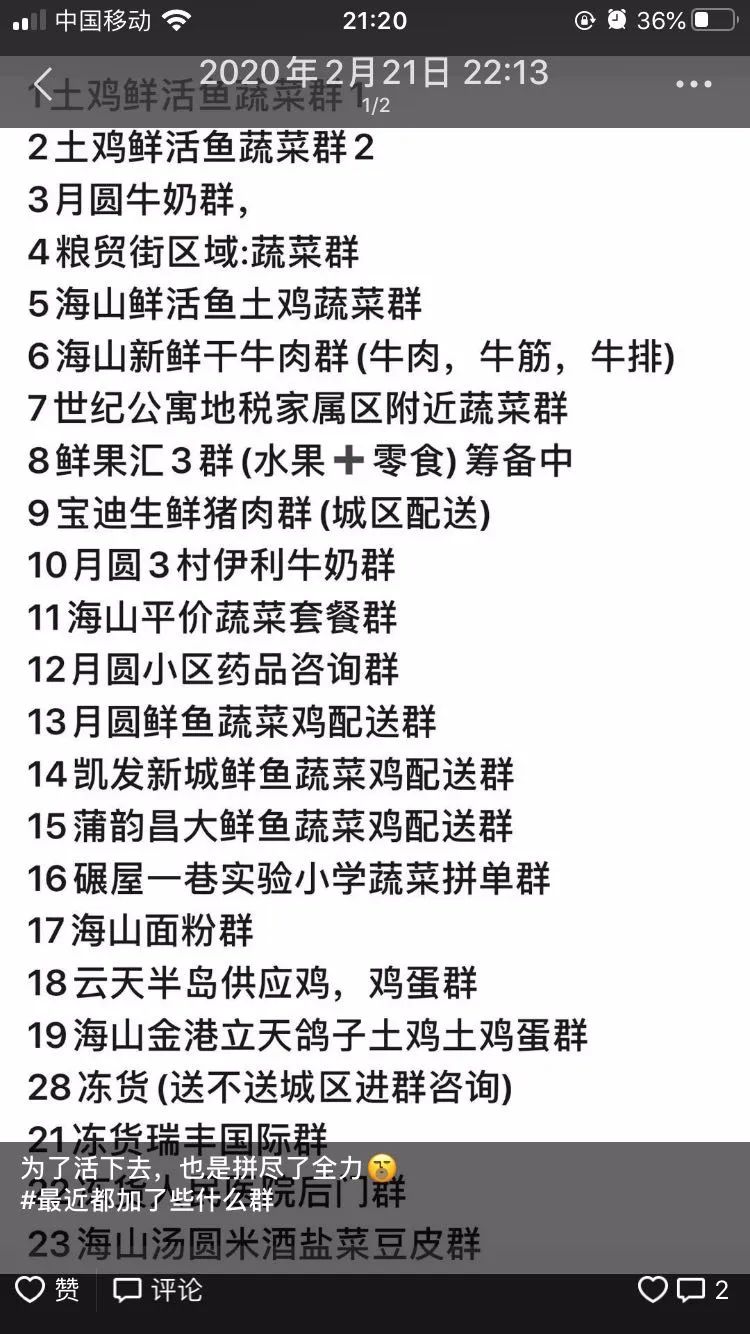 中国移动
21:20
36%
2020年2月21日 22:13
1/2
1土鸡鲜活鱼蔬菜群1
2土鸡鲜活鱼蔬菜群2
3月圆牛奶群，
4粮贸街区域:蔬菜群
5海山鲜活鱼土鸡蔬菜群
6海山新鲜干牛肉群(牛肉，牛筋，牛排)
7世纪公寓地税家属区附近蔬菜群
8鲜果汇3群(水果➕零食)筹备中
9宝迪生鲜猪肉群(城区配送)
10月圆3村伊利牛奶群
11海山平价蔬菜套餐群
12月圆小区药品咨询群
13月圆鲜鱼蔬菜鸡配送群
14凯发新城鲜鱼蔬菜鸡配送群
15蒲韵昌大鲜鱼蔬菜鸡配送群
16碾屋一巷实验小学蔬菜拼单群
17海山面粉群
18云天半岛供应鸡，鸡蛋群
19海山金港立天鸽子土鸡土鸡蛋群
28冻货(送不送城区进群咨询)
21冻货瑞丰国际群
为了活下去，也是拼尽了全力
22冻货人民医院后门群
#最近都加了些什么群
23海山汤圆米酒盐菜豆皮群
赞
评论
2